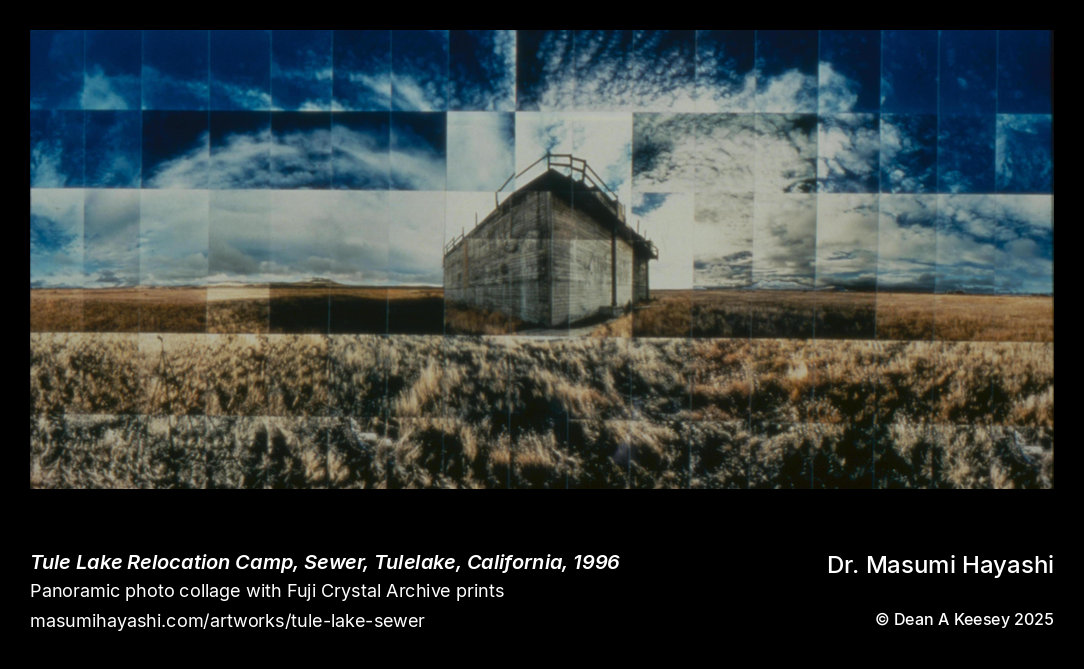 Tule Lake Relocation Camp, Sewer, Tulelake, California, 1996
Panoramic photo collage with Fuji Crystal Archive prints
masumihayashi.com/artworks/tule-lake-sewer
Dr. Masumi Hayashi
© Dean A Keesey 2025